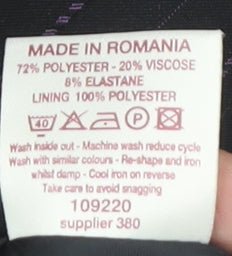 MADE IN ROMANIA
72% POLYESTER - 20% VISCOSE
8% ELASTANE
LINING 100% POLYESTER
40 P
Wash inside out - Machine wash reduce cycle
Wash with similar colours - Re-shape and iron
whilst damp - Cool iron on reverse
Take care to avoid snagging
109220
supplier 380